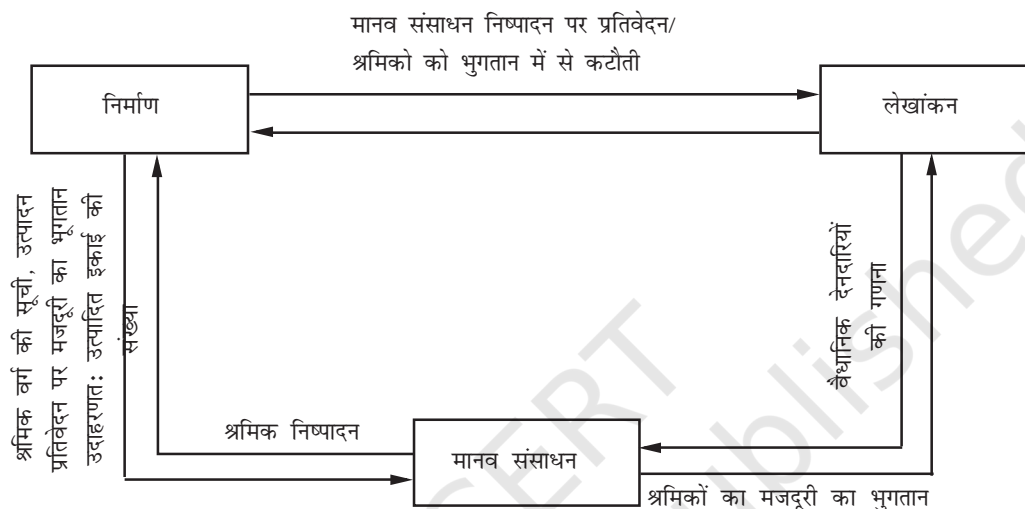 मानव संसाधन निष्पादन पर प्रतिवेदन/
श्रमिको को भुगतान में से कटौती
निर्माण
लेखांकन
श्रमिक वर्ग की सूची, उत्पादन
प्रतिवेदन पर मजदूरी का भूगतान
उदाहरणत: उत्पादित इकाई की
संख्या
वैधानिक देनदारियों
की गणना
श्रमिक निष्पादन
मानव संसाधन
श्रमिकों का मजदूरी का भुगतान